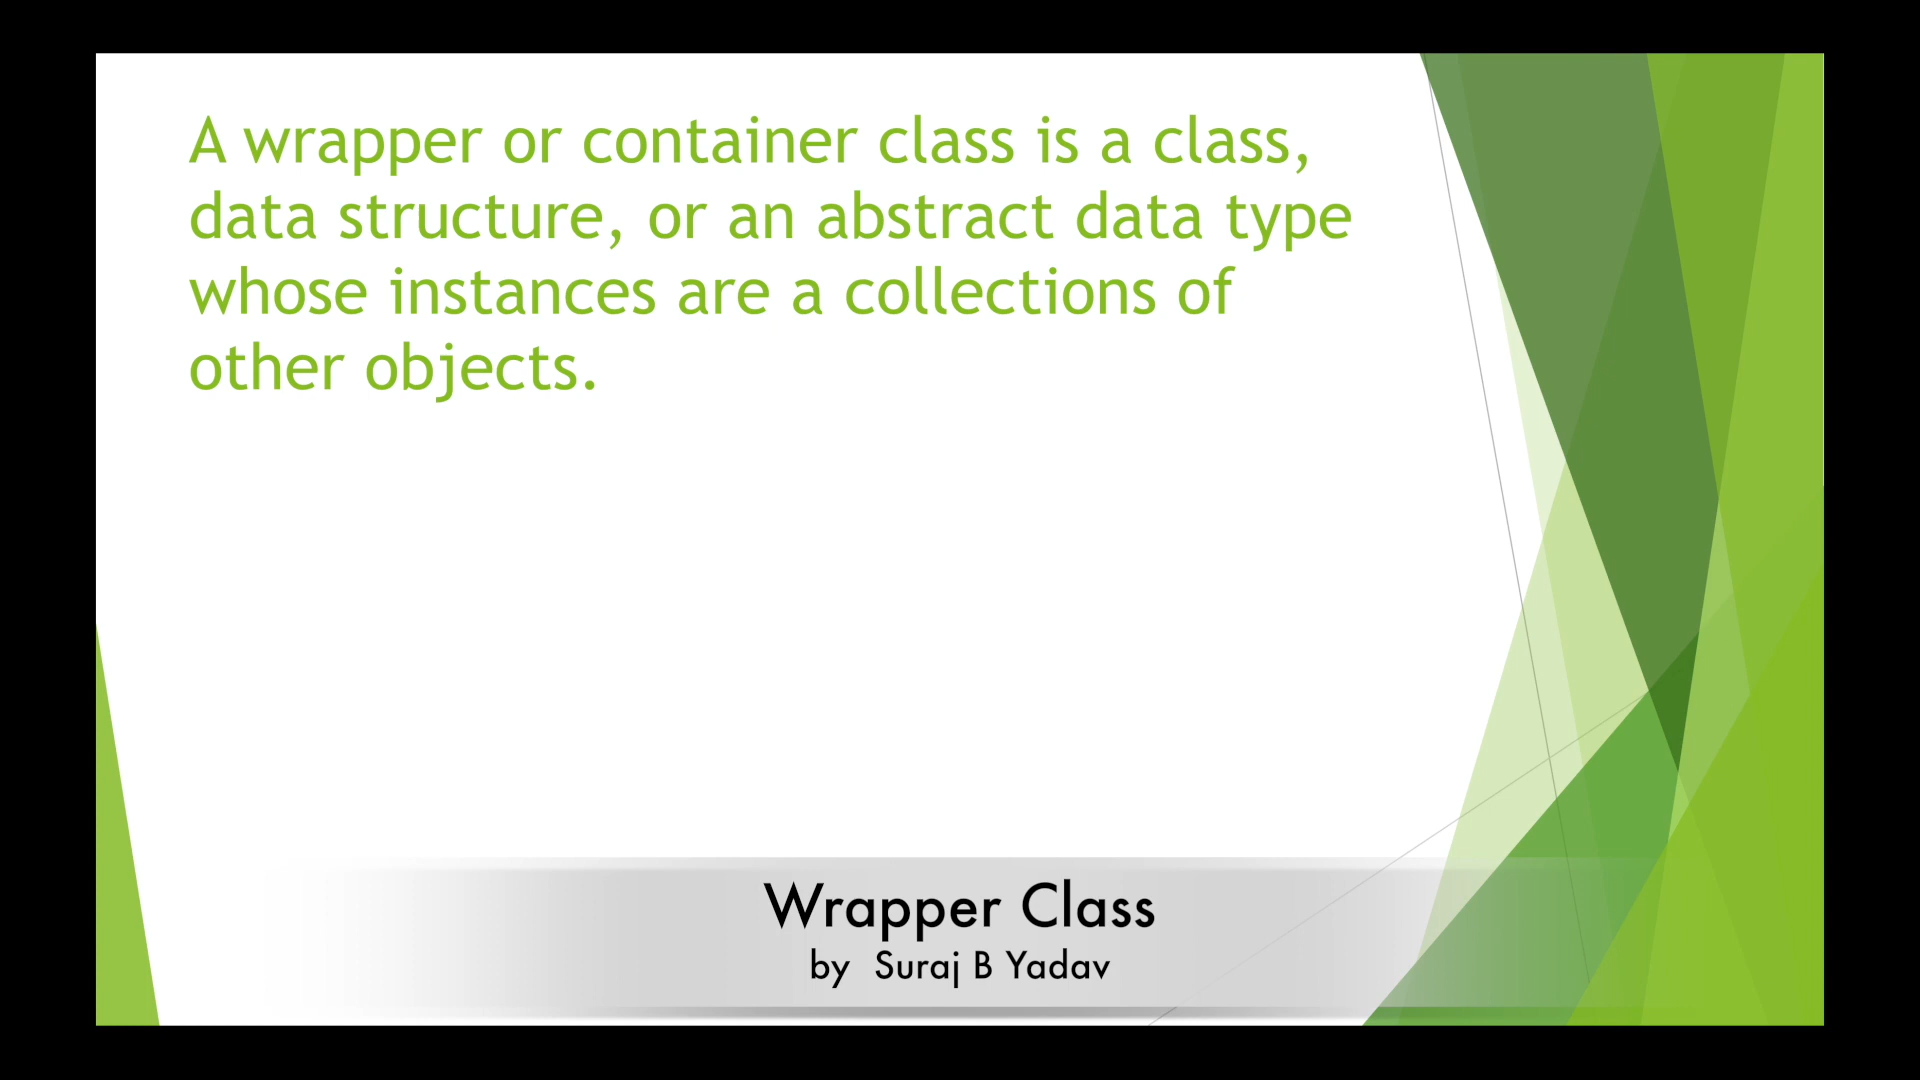 A wrapper or container class is a class,
data structure, or an abstract data type
whose instances are a collections of
other objects.
Wrapper Class
by Suraj B Yadav